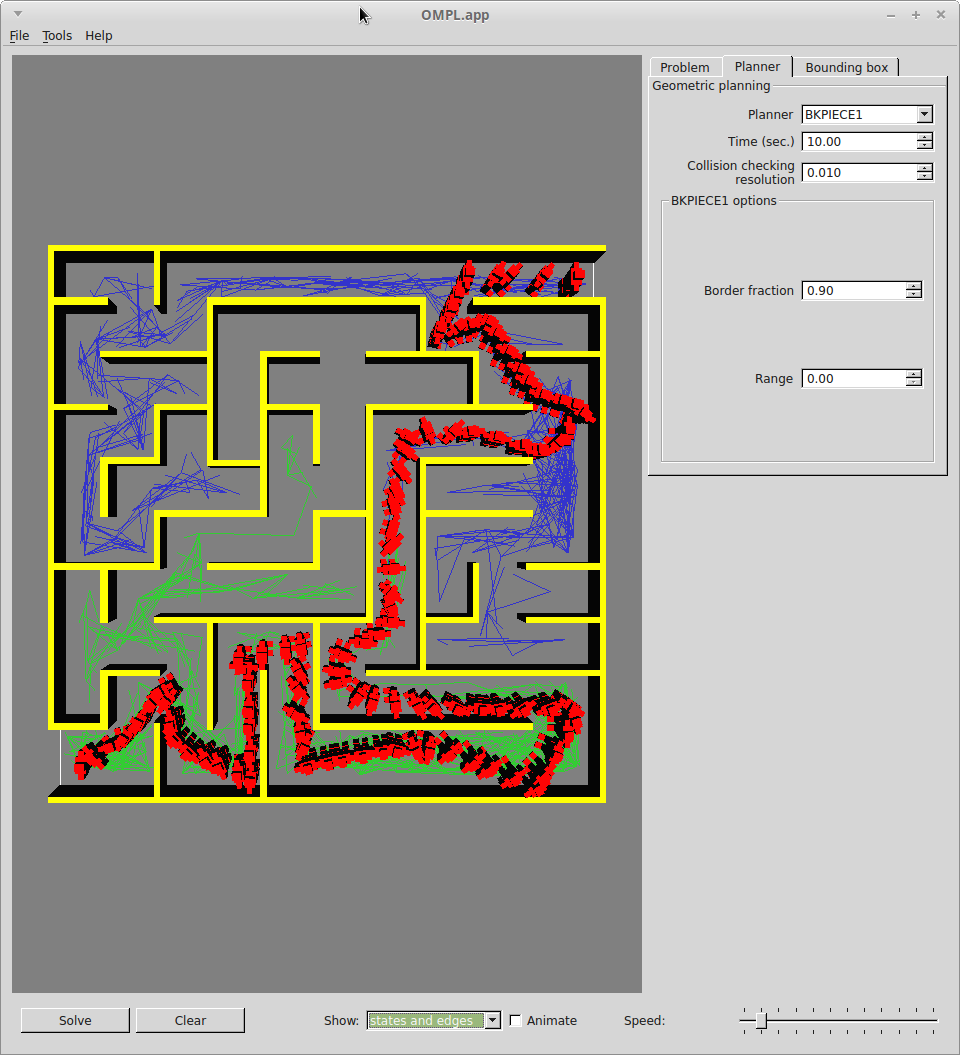 OMPL.app
File Tools Help
Problem Planner Bounding box
Geometric planning
Planner BKPIECE1
Time (sec.) 10.00
Collision checking
resolution 0.010
BKPIECE1 options
Border fraction 0.90
Range 0.00
Solve Clear Show: states and edges Animate Speed: